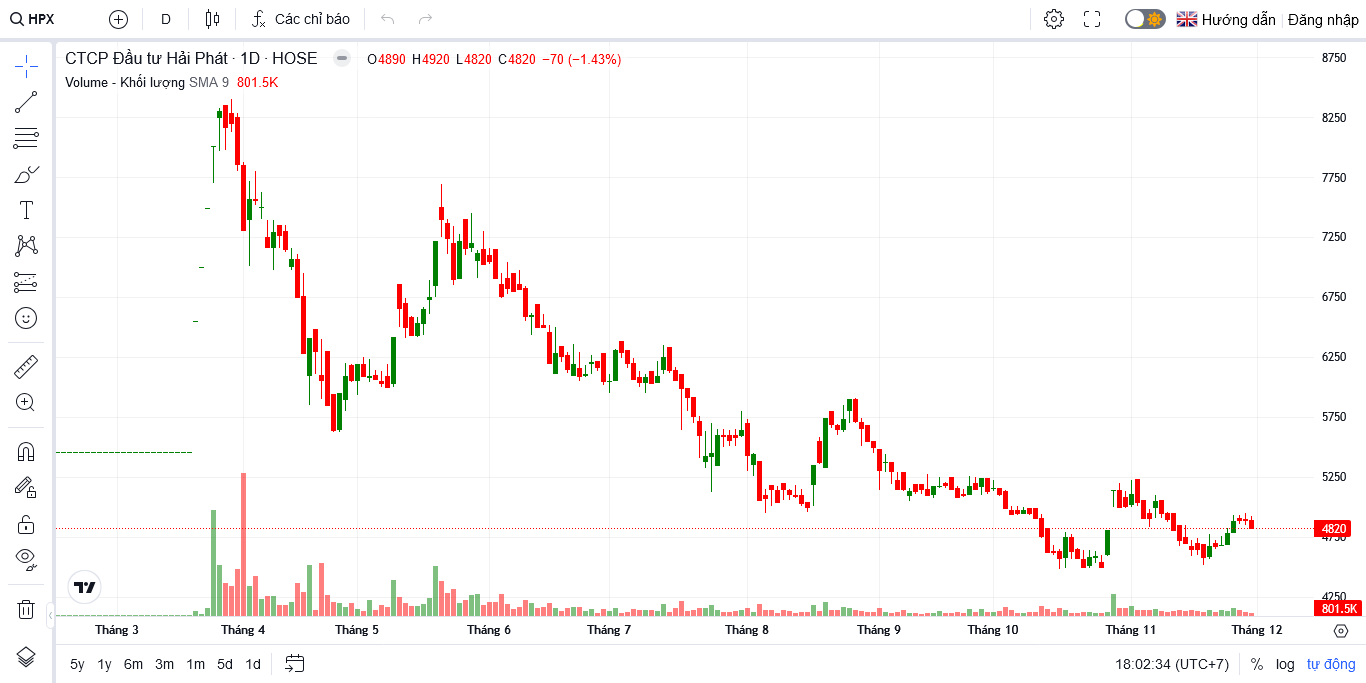 HPX D Các chỉ báo Hướng dẫn Đăng nhập
CTCP Đầu tư Hải Phát · 1D · HOSE O4890 H4920 L4820 C4820 −70 (−1.43%)
Volume - Khối lượng SMA 9 801.5K
8750
8250
7750
7250
6750
6250
5750
5250
4820
4750
4250
801.5K
Tháng 3 Tháng 4 Tháng 5 Tháng 6 Tháng 7 Tháng 8 Tháng 9 Tháng 10 Tháng 11 Tháng 12
5y 1y 6m 3m 1m 5d 1d 18:02:34 (UTC+7) % log tự động